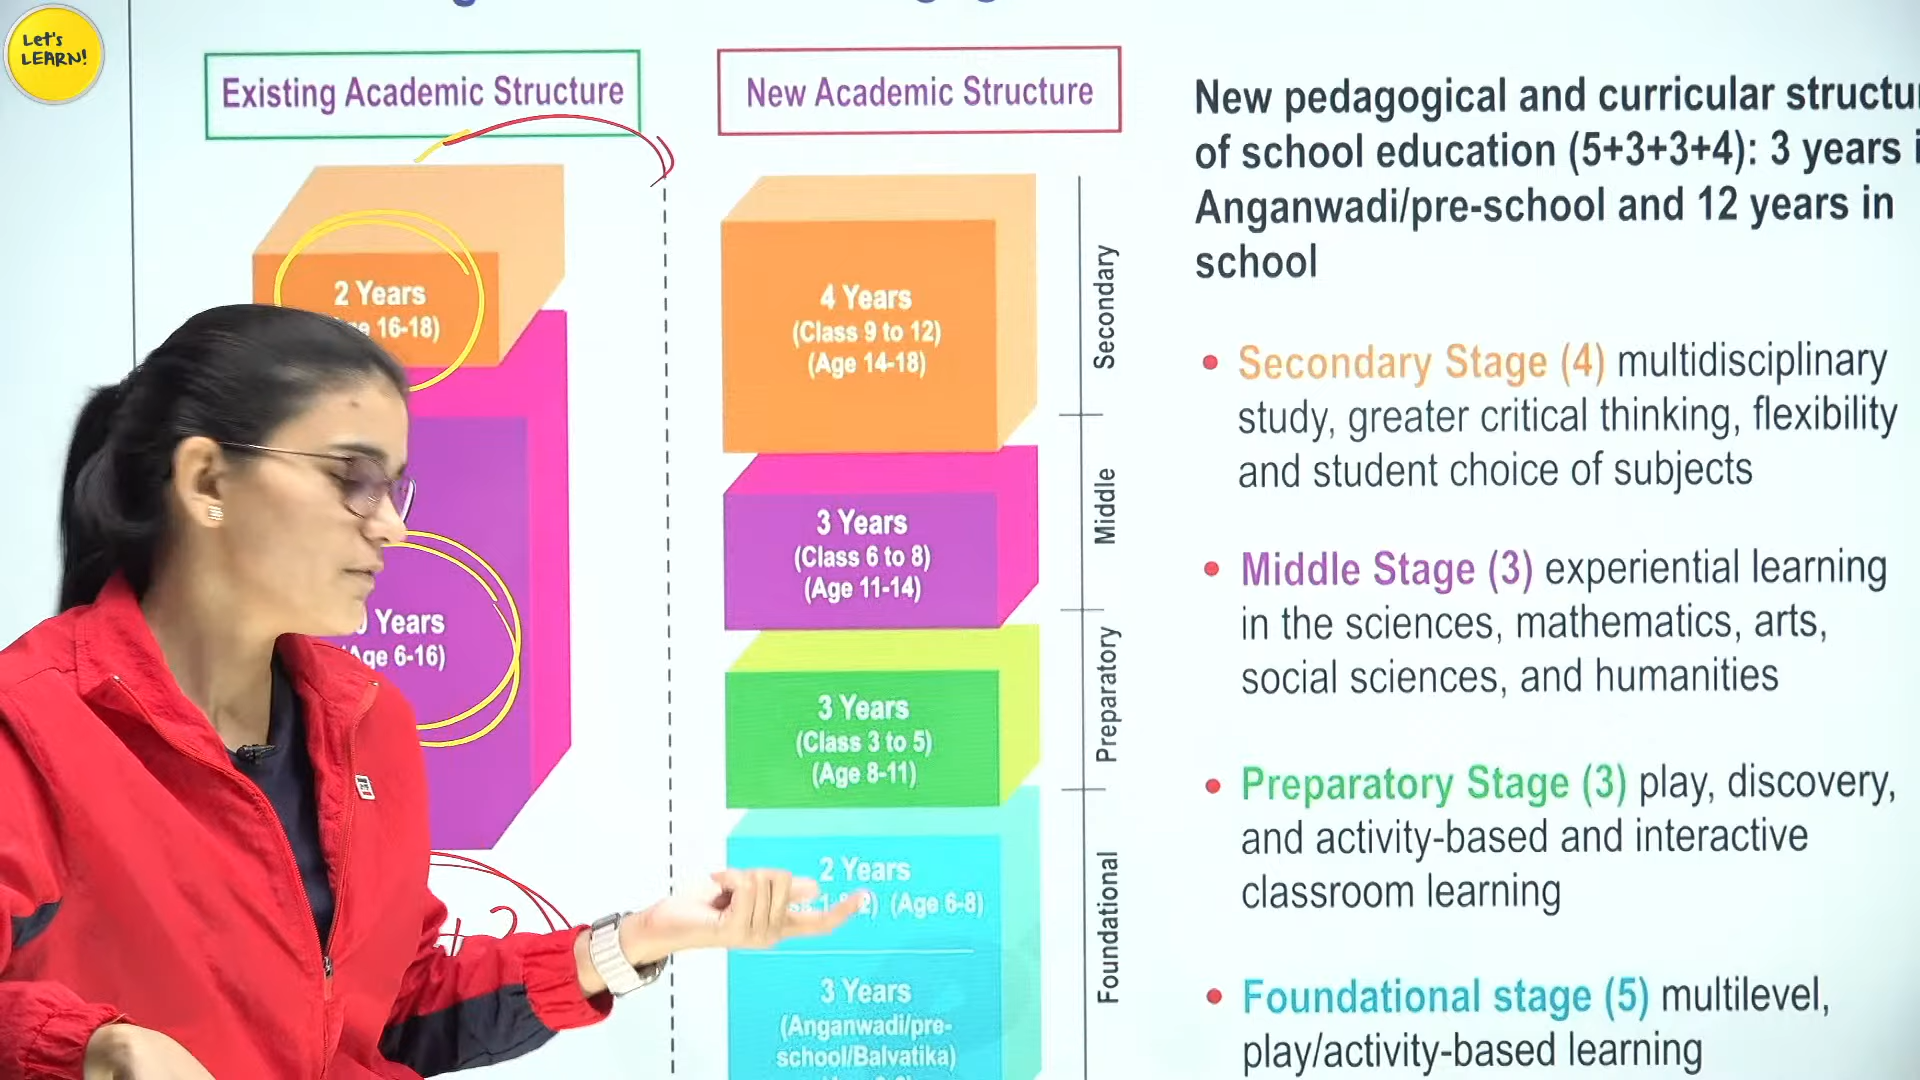 Let's
LEARN!
Existing Academic Structure
2 Years
16-18)
Years
(Age 6-16)
New Academic Structure
4 Years
(Class 9 to 12)
(Age 14-18)
Secondary
3 Years
(Class 6 to 8)
(Age 11-14)
Middle
3 Years
(Class 3 to 5)
(Age 8-11)
Preparatory
2 Years
2) (Age 6-8)
3 Years
(Anganwadi/pre-
school/Balvatika)
Foundational
New pedagogical and curricular
of school education (5+3+3+4): 3 years
Anganwadi/pre-school and 12 years in
school
• Secondary Stage (4) multidisciplinary
study, greater critical thinking, flexibility
and student choice of subjects
• Middle Stage (3) experiential learning
in the sciences, mathematics, arts,
social sciences, and humanities
• Preparatory Stage (3) play, discovery,
and activity-based and interactive
classroom learning
• Foundational stage (5) multilevel,
play/activity-based learning